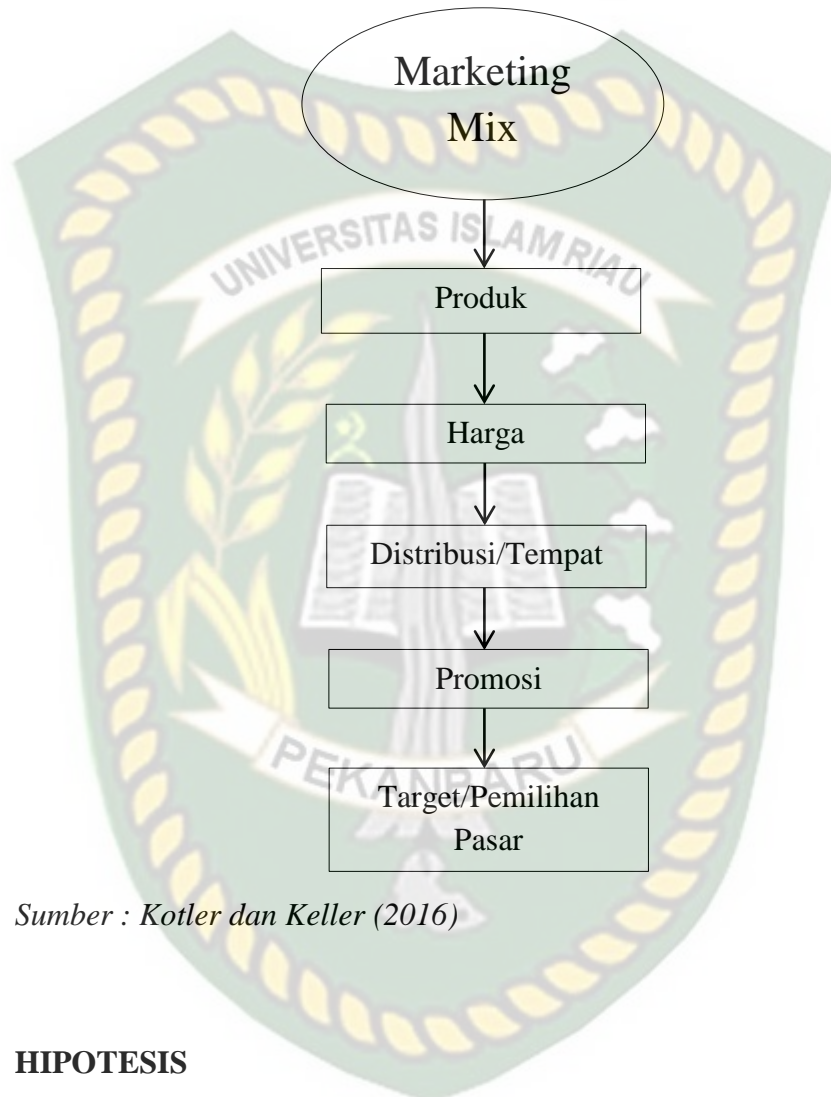 Marketing
Mix
UNIVERSITAS ISLAM RIAU
Produk
Harga
Distribusi/Tempat
Promosi
PEKANBARU
Target/Pemilihan
Pasar
Sumber : Kotler dan Keller (2016)
HIPOTESIS